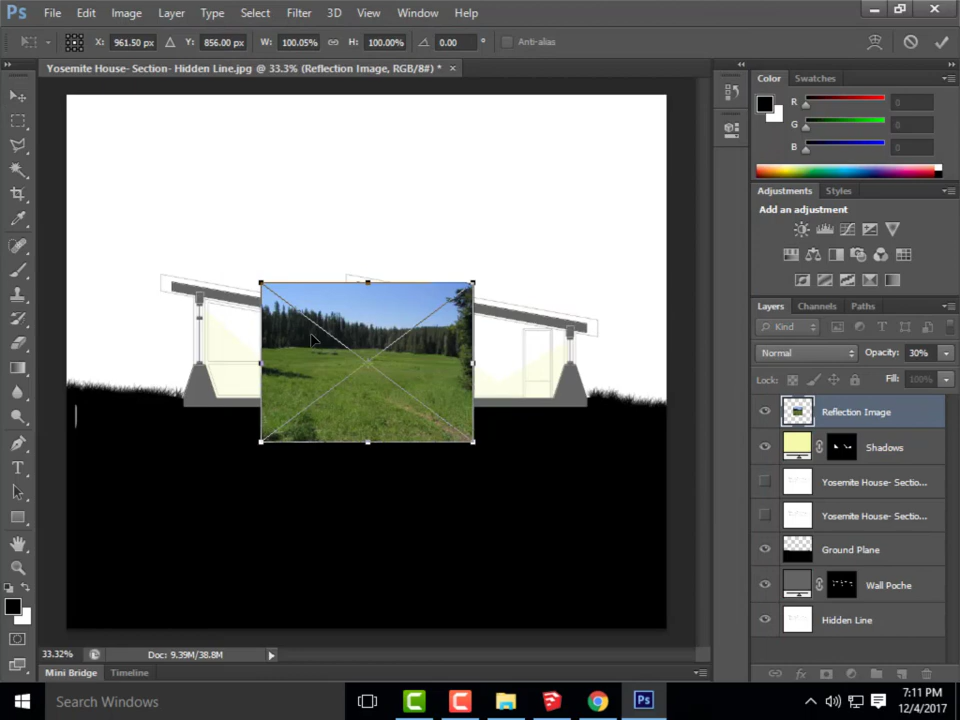 Ps File Edit Image Layer Type Select Filter 3D View Window Help
X: 961.50 px Y: 856.00 px W: 100.05% H: 100.00% 0.00 ° Anti-alias
Yosemite House- Section- Hidden Line.jpg @ 33.3% (Reflection Image, RGB/8#) * ×
Color Swatches
R 0
G 0
B 0
Adjustments Styles
Add an adjustment
Layers Channels Paths
Kind
Normal Opacity: 30%
Lock: Fill: 100%
Reflection Image
Shadows
Yosemite House- Sectio...
Yosemite House- Sectio...
Ground Plane
Wall Poche
Hidden Line
33.32% Doc: 9.39M/38.8M
Mini Bridge Timeline
Search Windows
7:11 PM
12/4/2017